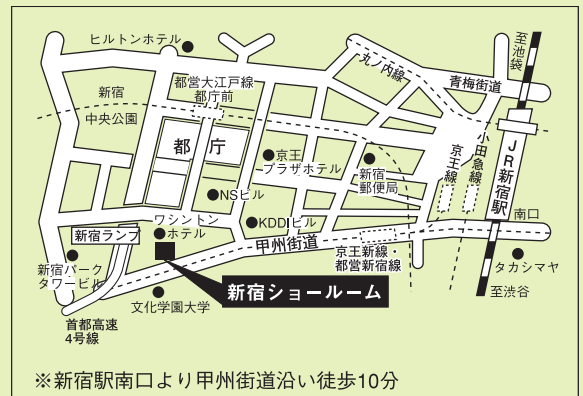 ヒルトンホテル
至池袋
丸ノ内線
青梅街道
新宿
中央公園
都営大江戸線
都庁前
都庁
京王
プラザホテル
新宿
郵便局
京王線
小田急線
JR新宿駅
NSビル
ワシントン
ホテル
KDDIビル
南口
新宿ランプ
甲州街道
京王新線・
都営新宿線
タカシマヤ
新宿パーク
タワービル
新宿ショールーム
至渋谷
文化学園大学
首都高速
4号線
※新宿駅南口より甲州街道沿い徒歩10分